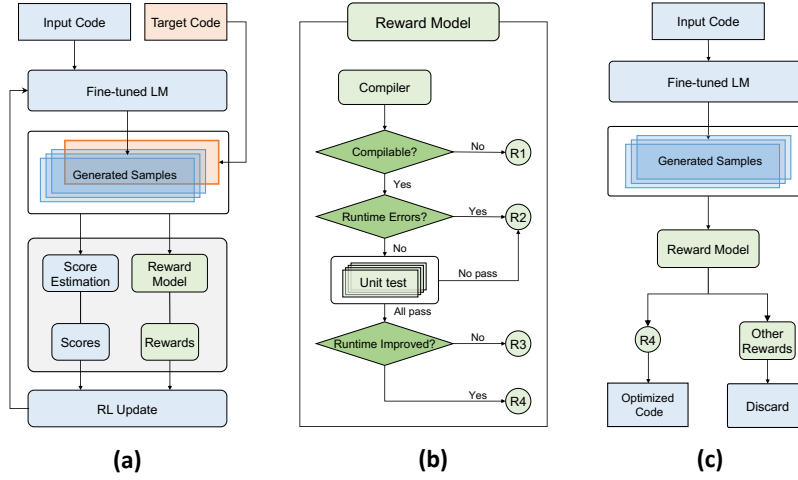 Input Code
Target Code
Fine-tuned LM
Generated Samples
Score
Estimation
Reward
Model
Scores
Rewards
RL Update
(a)
Reward Model
Compiler
Compilable?
No
R1
Yes
Runtime Errors?
Yes
R2
No
Unit test
No pass
All pass
Runtime Improved?
No
R3
Yes
R4
(b)
Input Code
Fine-tuned LM
Generated Samples
Reward Model
R4
Other
Rewards
Optimized
Code
Discard
(c)